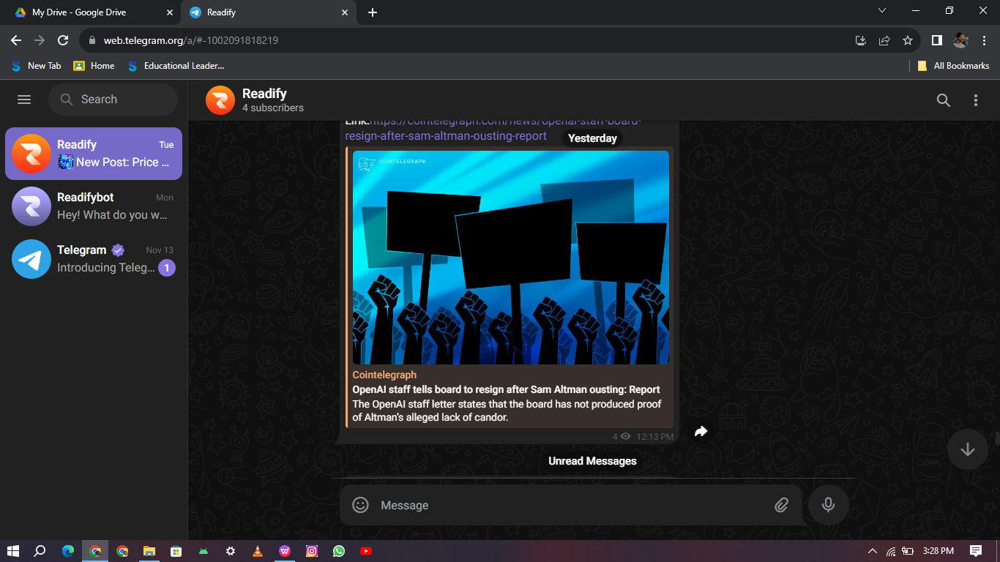 My Drive - Google Drive
Readify
web.telegram.org/a/#-1002091818219
New Tab
Home
Educational Leader...
All Bookmarks
Search
Readify
Tue
New Post: Price ...
Readifybot
Mon
Hey! What do you w...
Telegram
Nov 13
Introducing Teleg...
1
Readify
4 subscribers
Link:https://cointelegraph.com/news/openai-staff-board-
resign-after-sam-altman-ousting-report
Yesterday
COINTELEGRAPH
Cointelegraph
OpenAI staff tells board to resign after Sam Altman ousting: Report
The OpenAI staff letter states that the board has not produced proof
of Altman's alleged lack of candor.
4
12:13 PM
Unread Messages
Message
3:28 PM